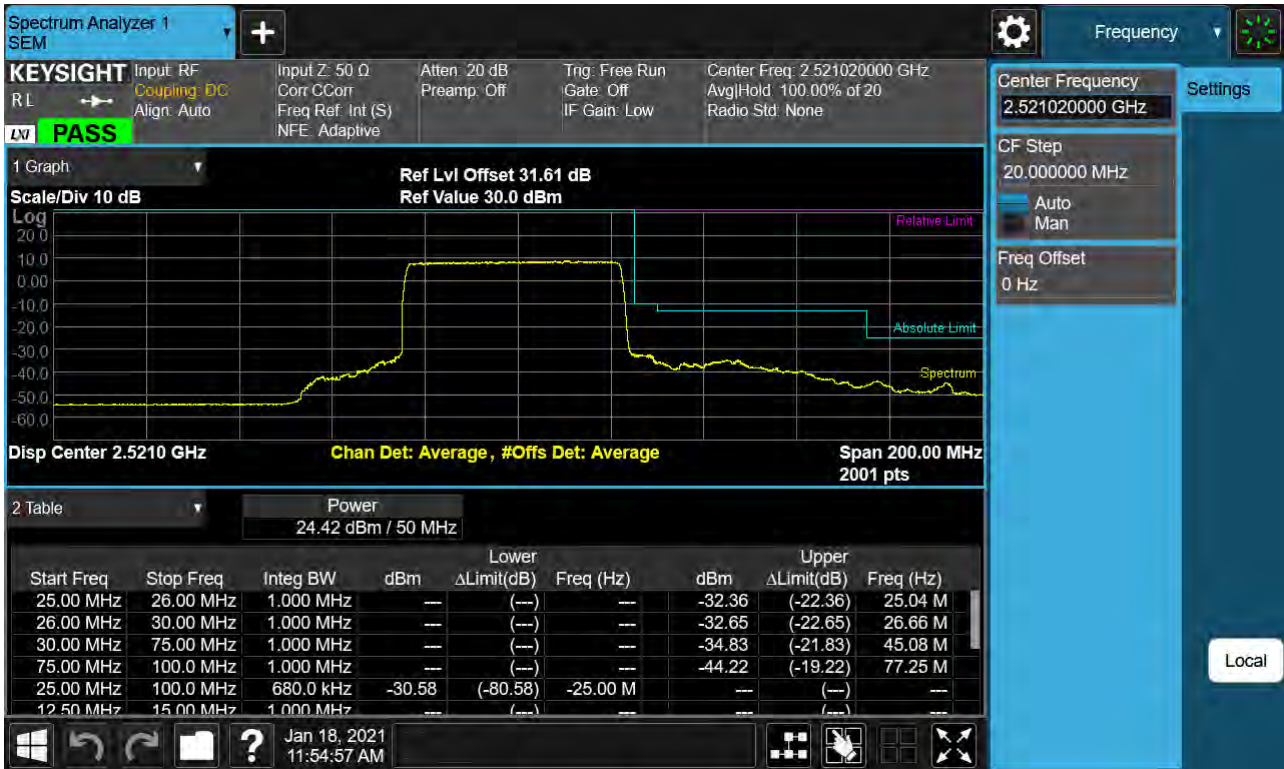 Spectrum Analyzer 1
SEM
Frequency
KEYSIGHT
R L
LXI
PASS
Input: RF
Coupling: DC
Align: Auto
Input Z: 50 Ω
Corr CCorr
Freq Ref: Int (S)
NFE: Adaptive
Atten: 20 dB
Preamp: Off
Trig: Free Run
Gate: Off
IF Gain: Low
Center Freq: 2.521020000 GHz
Avg|Hold: 100.00% of 20
Radio Std: None
Center Frequency
2.521020000 GHz
Settings
CF Step
20.000000 MHz
Auto
Man
Freq Offset
0 Hz
Local
1 Graph
Scale/Div 10 dB
Ref Lvl Offset 31.61 dB
Ref Value 30.0 dBm
Log
20.0
10.0
0.00
-10.0
-20.0
-30.0
-40.0
-50.0
-60.0
Relative Limit
Absolute Limit
Spectrum
Disp Center 2.5210 GHz
Chan Det: Average, #Offs Det: Average
Span 200.00 MHz
2001 pts
2 Table
Power
24.42 dBm / 50 MHz
Lower Upper
Start Freq Stop Freq Integ BW dBm ΔLimit(dB) Freq (Hz) dBm ΔLimit(dB) Freq (Hz)
25.00 MHz 26.00 MHz 1.000 MHz --- (---) --- -32.36 (-22.36) 25.04 M
26.00 MHz 30.00 MHz 1.000 MHz --- (---) --- -32.65 (-22.65) 26.66 M
30.00 MHz 75.00 MHz 1.000 MHz --- (---) --- -34.83 (-21.83) 45.08 M
75.00 MHz 100.0 MHz 1.000 MHz --- (---) --- -44.22 (-19.22) 77.25 M
25.00 MHz 100.0 MHz 680.0 kHz -30.58 (-80.58) -25.00 M --- (---) ---
12.50 MHz 15.00 MHz 1.000 MHz --- (---) --- --- (---) ---
?
Jan 18, 2021
11:54:57 AM